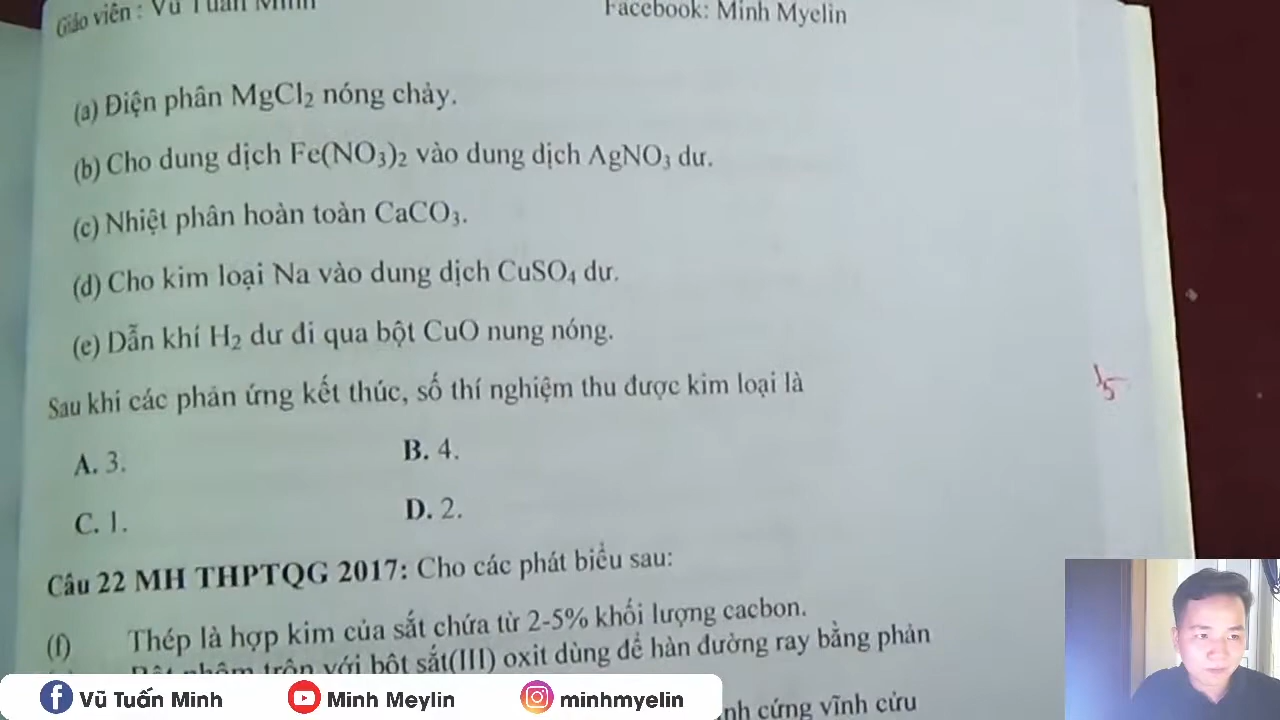 Giáo viên : Vũ Tuấn Minh
Facebook: Minh Myelin
(a) Điện phân MgCl₂ nóng chảy.
(b) Cho dung dịch Fe(NO₃)₂ vào dung dịch AgNO₃ dư.
(c) Nhiệt phân hoàn toàn CaCO₃.
(d) Cho kim loại Na vào dung dịch CuSO₄ dư.
(e) Dẫn khí H₂ dư đi qua bột CuO nung nóng.
Sau khi các phản ứng kết thúc, số thí nghiệm thu được kim loại là
A. 3. B. 4.
C. 1. D. 2.
Câu 22 MH THPTQG 2017: Cho các phát biểu sau:
(f) Thép là hợp kim của sắt chứa từ 2-5% khối lượng cacbon.
Bột nhôm trộn với bột sắt(III) oxit dùng để hàn đường ray bằng phản
cứng vĩnh cửu
Vũ Tuấn Minh Minh Meylin minhmyelin